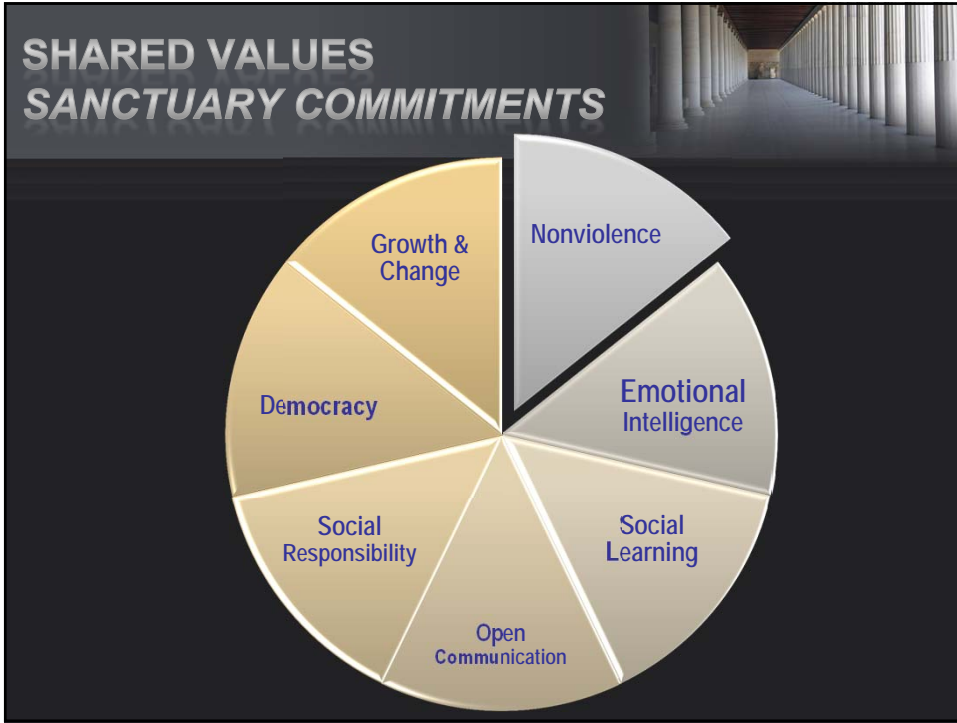 SHARED VALUES
SANCTUARY COMMITMENTS
Nonviolence
Emotional
Intelligence
Social
Learning
Open
Communication
Social
Responsibility
Democracy
Growth &
Change